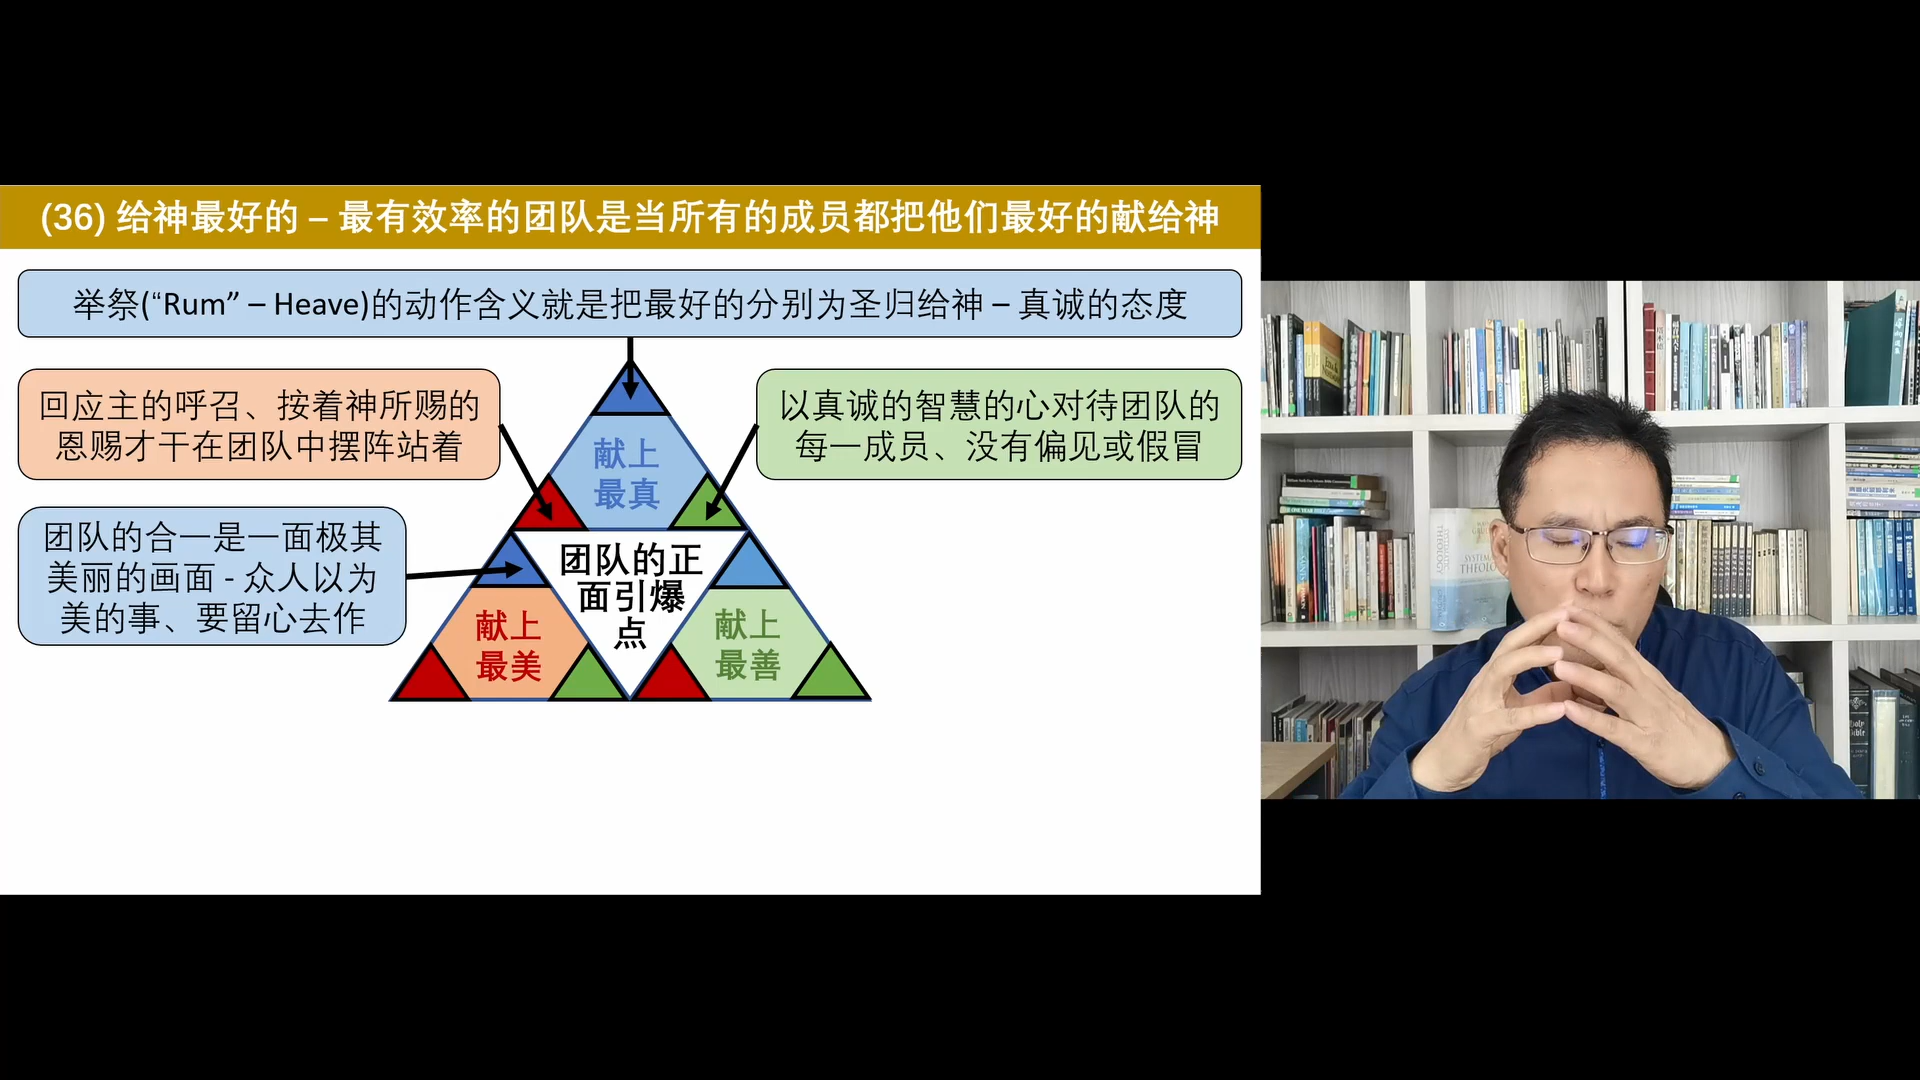 (36) 给神最好的 – 最有效率的团队是当所有的成员都把他们最好的献给神
举祭(“Rum” – Heave)的动作含义就是把最好的分别为圣归给神 – 真诚的态度
回应主的呼召、按着神所赐的
恩赐才干在团队中摆阵站着
以真诚的智慧的心对待团队的
每一成员、没有偏见或假冒
团队的合一是一面极其
美丽的画面 - 众人以为
美的事、要留心去作
献上
最真
团队的正
面引爆
点
献上
最美
献上
最善
SYSTEMATIC
THEOLOGY
Holy
Bible